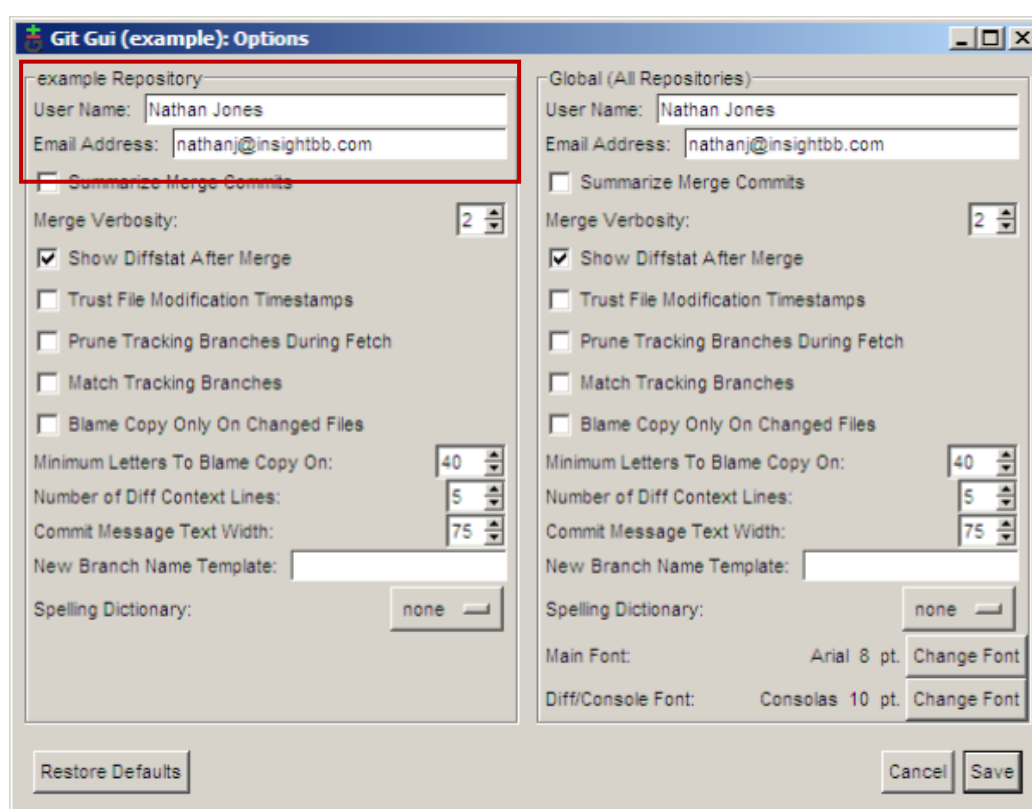 Git Gui (example): Options
example Repository
User Name: Nathan Jones
Email Address: nathanj@insightbb.com
Summarize Merge Commits
Merge Verbosity: 2
Show Diffstat After Merge
Trust File Modification Timestamps
Prune Tracking Branches During Fetch
Match Tracking Branches
Blame Copy Only On Changed Files
Minimum Letters To Blame Copy On: 40
Number of Diff Context Lines: 5
Commit Message Text Width: 75
New Branch Name Template:
Spelling Dictionary: none
Global (All Repositories)
User Name: Nathan Jones
Email Address: nathanj@insightbb.com
Summarize Merge Commits
Merge Verbosity: 2
Show Diffstat After Merge
Trust File Modification Timestamps
Prune Tracking Branches During Fetch
Match Tracking Branches
Blame Copy Only On Changed Files
Minimum Letters To Blame Copy On: 40
Number of Diff Context Lines: 5
Commit Message Text Width: 75
New Branch Name Template:
Spelling Dictionary: none
Main Font: Arial 8 pt. Change Font
Diff/Console Font: Consolas 10 pt. Change Font
Restore Defaults Cancel Save